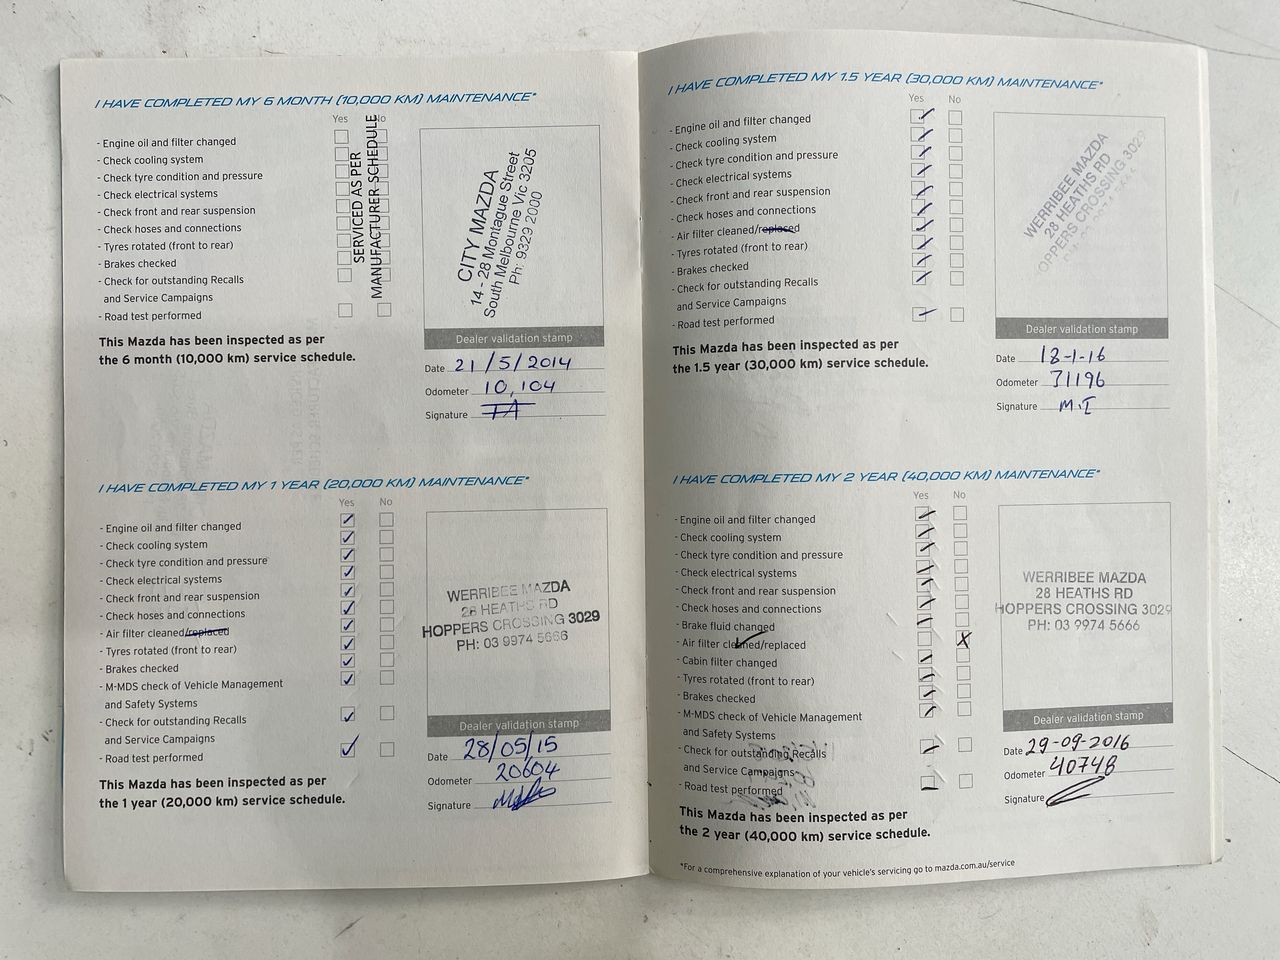 I HAVE COMPLETED MY 6 MONTH (10,000 KM) MAINTENANCE*
Yes No
- Engine oil and filter changed
- Check cooling system
- Check tyre condition and pressure
- Check electrical systems
- Check front and rear suspension
- Check hoses and connections
- Tyres rotated (front to rear)
- Brakes checked
- Check for outstanding Recalls
and Service Campaigns
- Road test performed
SERVICED AS PER
MANUFACTURER SCHEDULE
This Mazda has been inspected as per
the 6 month (10,000 km) service schedule.
CITY MAZDA
14 - 28 Montague Street
South Melbourne Vic 3205
Ph: 9329 2000
Dealer validation stamp
Date 21/5/2014
Odometer 10,104
Signature
I HAVE COMPLETED MY 1 YEAR (20,000 KM) MAINTENANCE*
Yes No
- Engine oil and filter changed
- Check cooling system
- Check tyre condition and pressure
- Check electrical systems
- Check front and rear suspension
- Check hoses and connections
- Air filter cleaned/replaced
- Tyres rotated (front to rear)
- Brakes checked
- M-MDS check of Vehicle Management
and Safety Systems
- Check for outstanding Recalls
and Service Campaigns
- Road test performed
This Mazda has been inspected as per
the 1 year (20,000 km) service schedule.
WERRIBEE MAZDA
28 HEATHS RD
HOPPERS CROSSING 3029
PH: 03 9974 5666
Dealer validation stamp
Date 28/05/15
Odometer 20604
Signature
I HAVE COMPLETED MY 1.5 YEAR (30,000 KM) MAINTENANCE*
Yes No
- Engine oil and filter changed
- Check cooling system
- Check tyre condition and pressure
- Check electrical systems
- Check front and rear suspension
- Check hoses and connections
- Air filter cleaned/replaced
- Tyres rotated (front to rear)
- Brakes checked
- Check for outstanding Recalls
and Service Campaigns
- Road test performed
This Mazda has been inspected as per
the 1.5 year (30,000 km) service schedule.
WERRIBEE MAZDA
28 HEATHS RD
HOPPERS CROSSING 3029
Dealer validation stamp
Date 18-1-16
Odometer 31196
Signature M.I
I HAVE COMPLETED MY 2 YEAR (40,000 KM) MAINTENANCE*
Yes No
- Engine oil and filter changed
- Check cooling system
- Check tyre condition and pressure
- Check electrical systems
- Check front and rear suspension
- Check hoses and connections
- Brake fluid changed
- Air filter cleaned/replaced
- Cabin filter changed
- Tyres rotated (front to rear)
- Brakes checked
- M-MDS check of Vehicle Management
and Safety Systems
- Check for outstanding Recalls
and Service Campaigns
- Road test performed
This Mazda has been inspected as per
the 2 year (40,000 km) service schedule.
WERRIBEE MAZDA
28 HEATHS RD
HOPPERS CROSSING 3029
PH: 03 9974 5666
Dealer validation stamp
Date 29-09-2016
Odometer 40748
Signature
*For a comprehensive explanation of your vehicle's servicing go to mazda.com.au/service